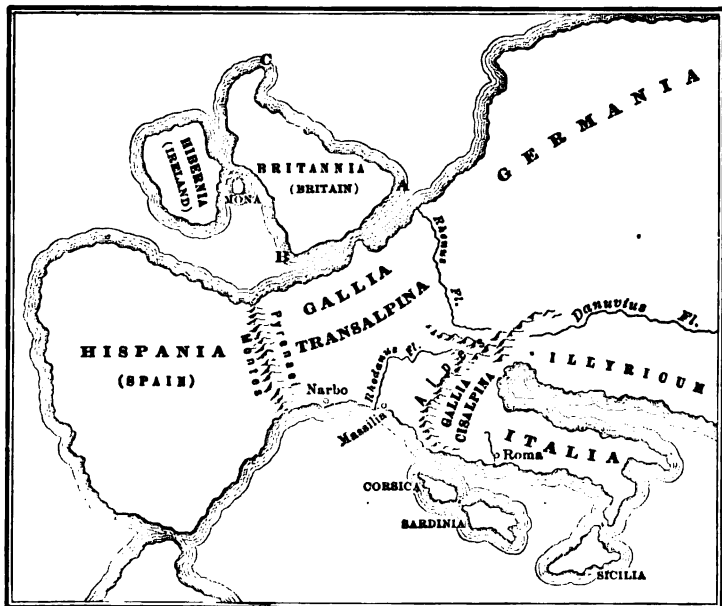 C
GERMANIA
HIBERNIA
(IRELAND)
BRITANNIA
(BRITAIN)
MONA
A
B
Rhenus Fl.
GALLIA
TRANSALPINA
Danuvius Fl.
HISPANIA
(SPAIN)
Pyrenae
Montes
Narbo
Rhodanus Fl.
Massilia
ALPES
GALLIA
CISALPINA
ILLYRICUM
ITALIA
Roma
CORSICA
SARDINIA
SICILIA